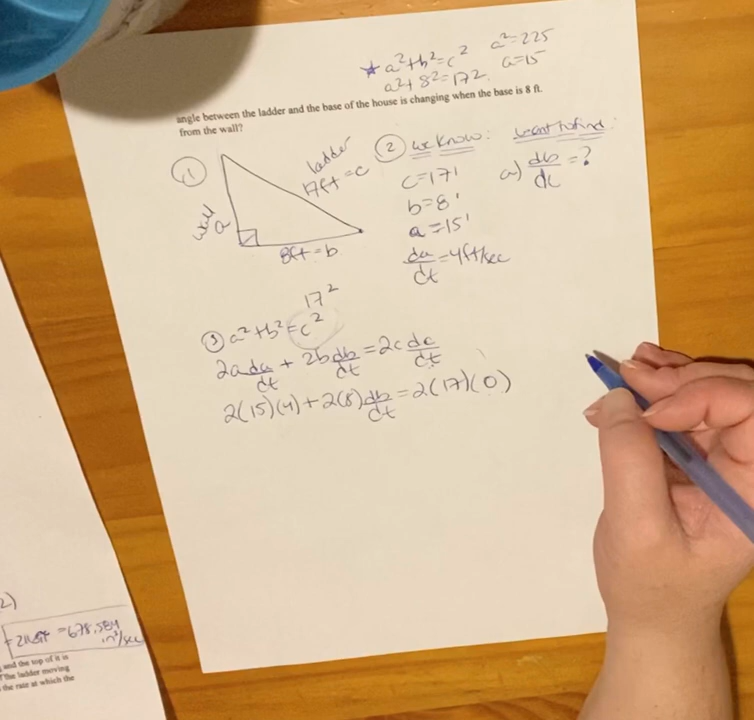 ★ a²+b²=c² a²=225
a²+8²=17² a=15
angle between the ladder and the base of the house is changing when the base is 8 ft.
from the wall?
① ladder ② we know: want to find:
17ft = c c=17' a) db/dc = ?
b=8'
wall a a=15'
8ft = b da/dt=4ft/sec
17²
③ a²+b²=c²
2a da/dt + 2b db/dt = 2c dc/dt
2(15)(4)+2(8) db/dt = 2(17)(0)
2)
=678.584
in³/sec
and the top of it is
the ladder moving
the rate at which the